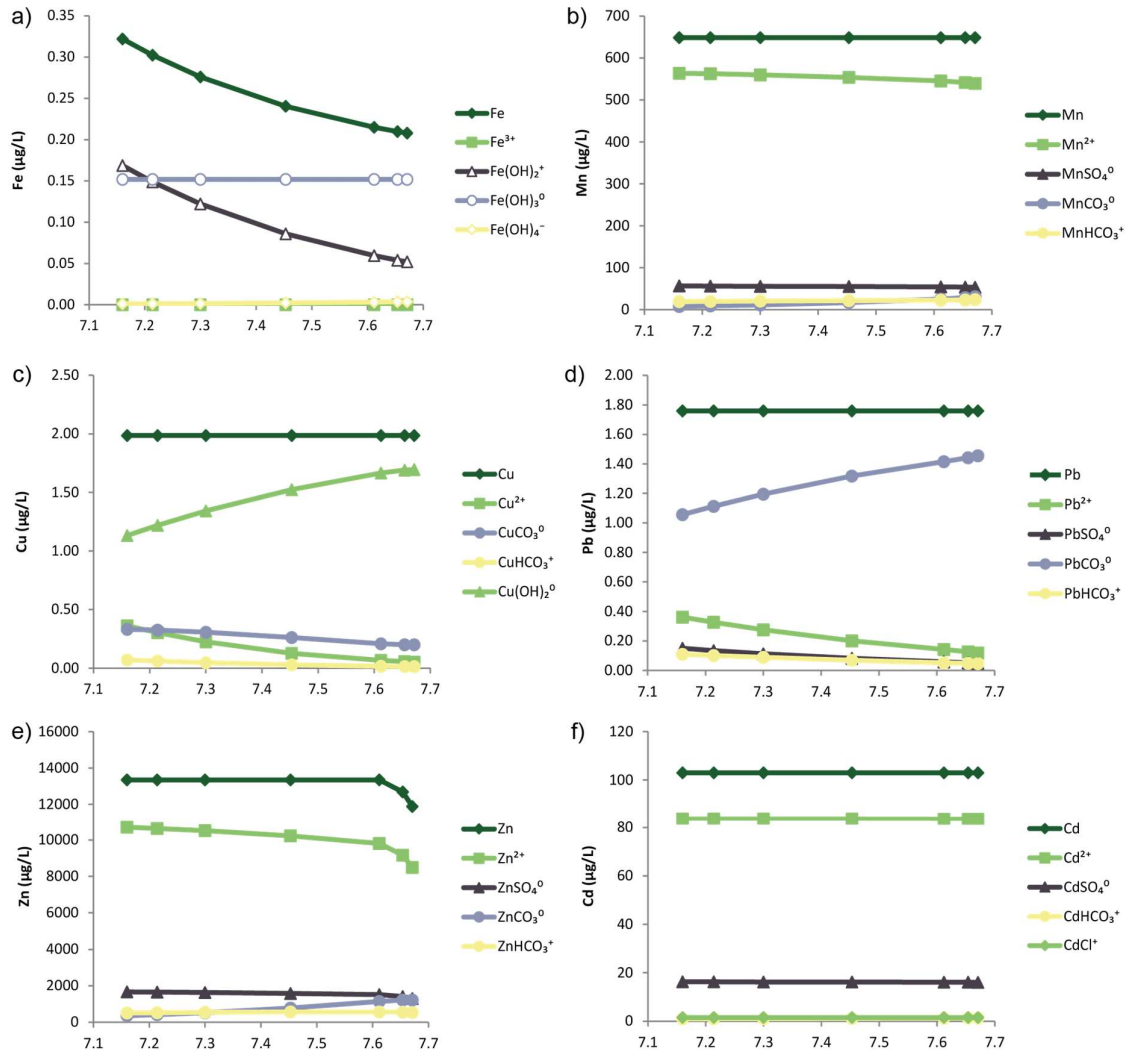 a)
Fe (µg/L)
0.35
0.30
0.25
0.20
0.15
0.10
0.05
0.00
7.1 7.2 7.3 7.4 7.5 7.6 7.7
Fe
Fe³⁺
Fe(OH)₂⁺
Fe(OH)₃⁰
Fe(OH)₄⁻
b)
Mn (µg/L)
700
600
500
400
300
200
100
0
7.1 7.2 7.3 7.4 7.5 7.6 7.7
Mn
Mn²⁺
MnSO₄⁰
MnCO₃⁰
MnHCO₃⁺
c)
Cu (µg/L)
2.50
2.00
1.50
1.00
0.50
0.00
7.1 7.2 7.3 7.4 7.5 7.6 7.7
Cu
Cu²⁺
CuCO₃⁰
CuHCO₃⁺
Cu(OH)₂⁰
d)
Pb (µg/L)
2.00
1.80
1.60
1.40
1.20
1.00
0.80
0.60
0.40
0.20
0.00
7.1 7.2 7.3 7.4 7.5 7.6 7.7
Pb
Pb²⁺
PbSO₄⁰
PbCO₃⁰
PbHCO₃⁺
e)
Zn (µg/L)
16000
14000
12000
10000
8000
6000
4000
2000
0
7.1 7.2 7.3 7.4 7.5 7.6 7.7
Zn
Zn²⁺
ZnSO₄⁰
ZnCO₃⁰
ZnHCO₃⁺
f)
Cd (µg/L)
120
100
80
60
40
20
0
7.1 7.2 7.3 7.4 7.5 7.6 7.7
Cd
Cd²⁺
CdSO₄⁰
CdHCO₃⁺
CdCl⁺